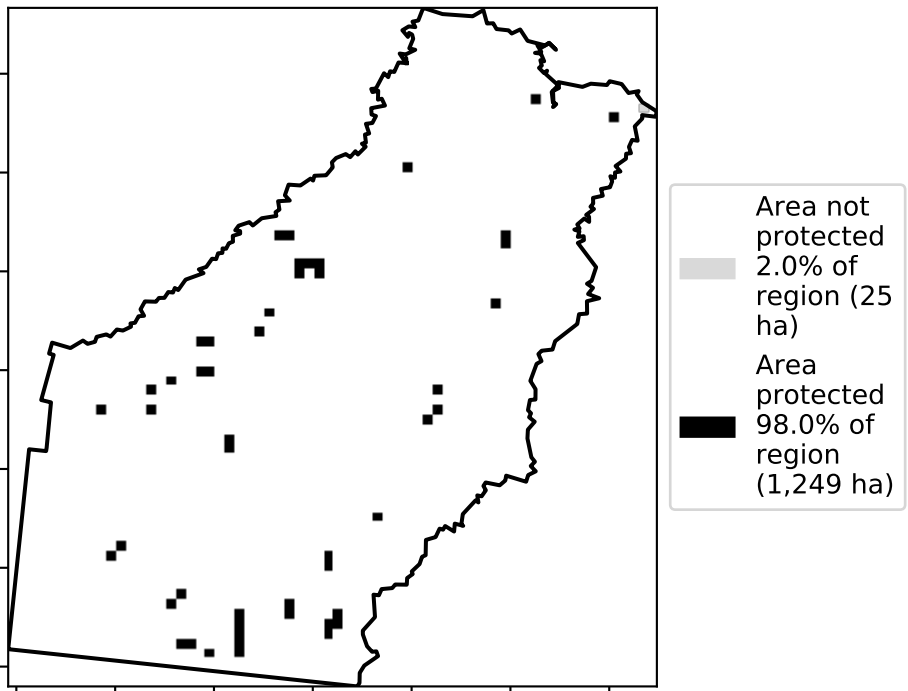 Area not
protected
2.0% of
region (25
ha)
Area
protected
98.0% of
region
(1,249 ha)